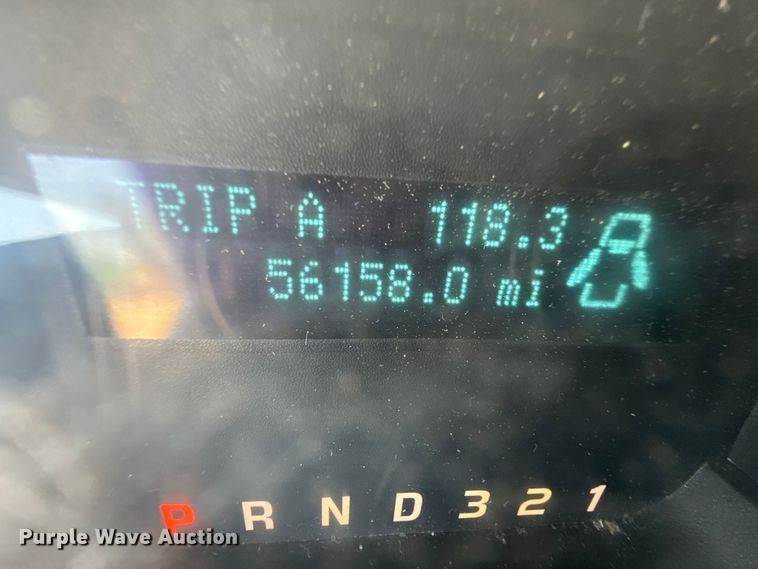 TRIP A 118.3
56158.0 mi
P R N D 3 2 1
Purple Wave Auction